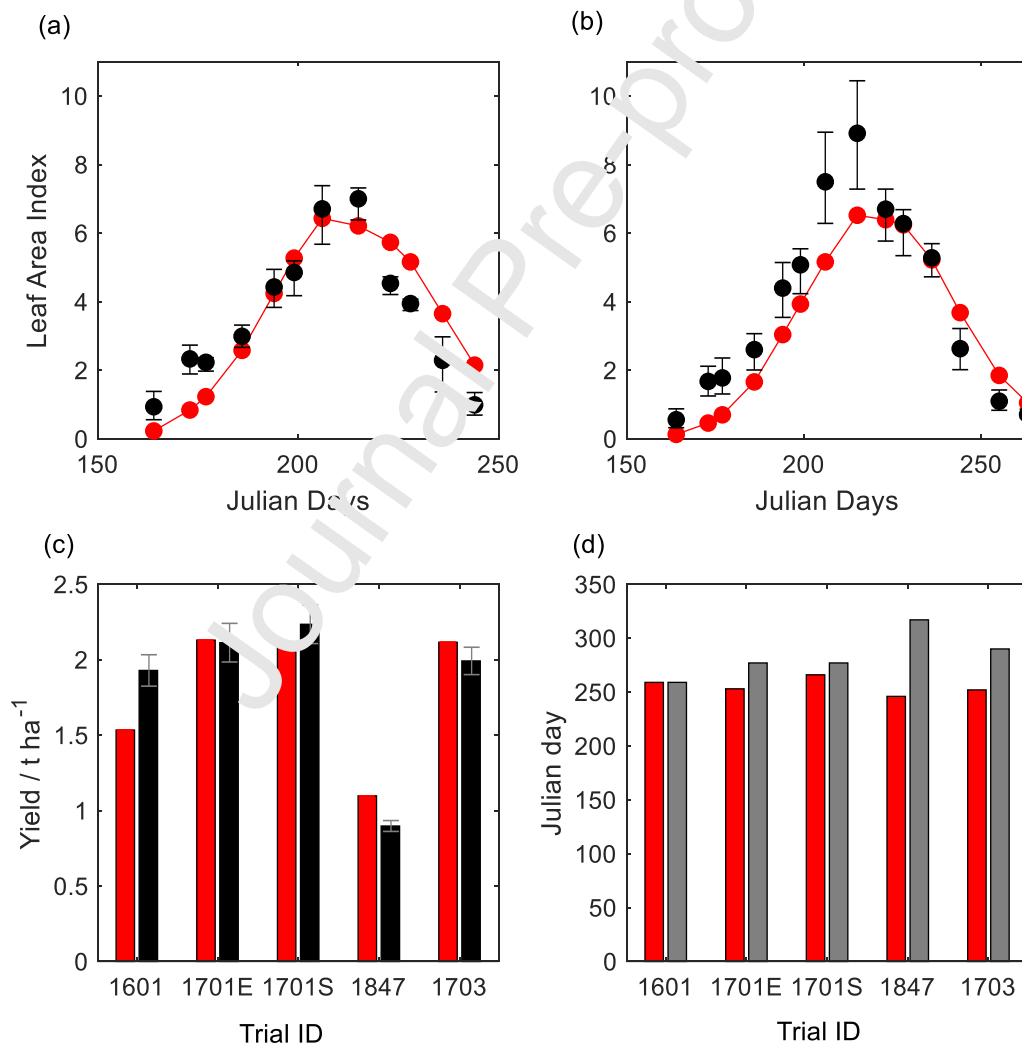 (a)
(b)
10
8
6
4
2
0
Leaf Area Index
150
200
250
Julian Days
10
8
6
4
2
0
150
200
250
Julian Days
Journal Pre-pro
(c)
(d)
2.5
2
1.5
1
0.5
0
Yield / t ha⁻¹
1601
1701E
1701S
1847
1703
Trial ID
350
300
250
200
150
100
50
0
Julian day
1601
1701E
1701S
1847
1703
Trial ID